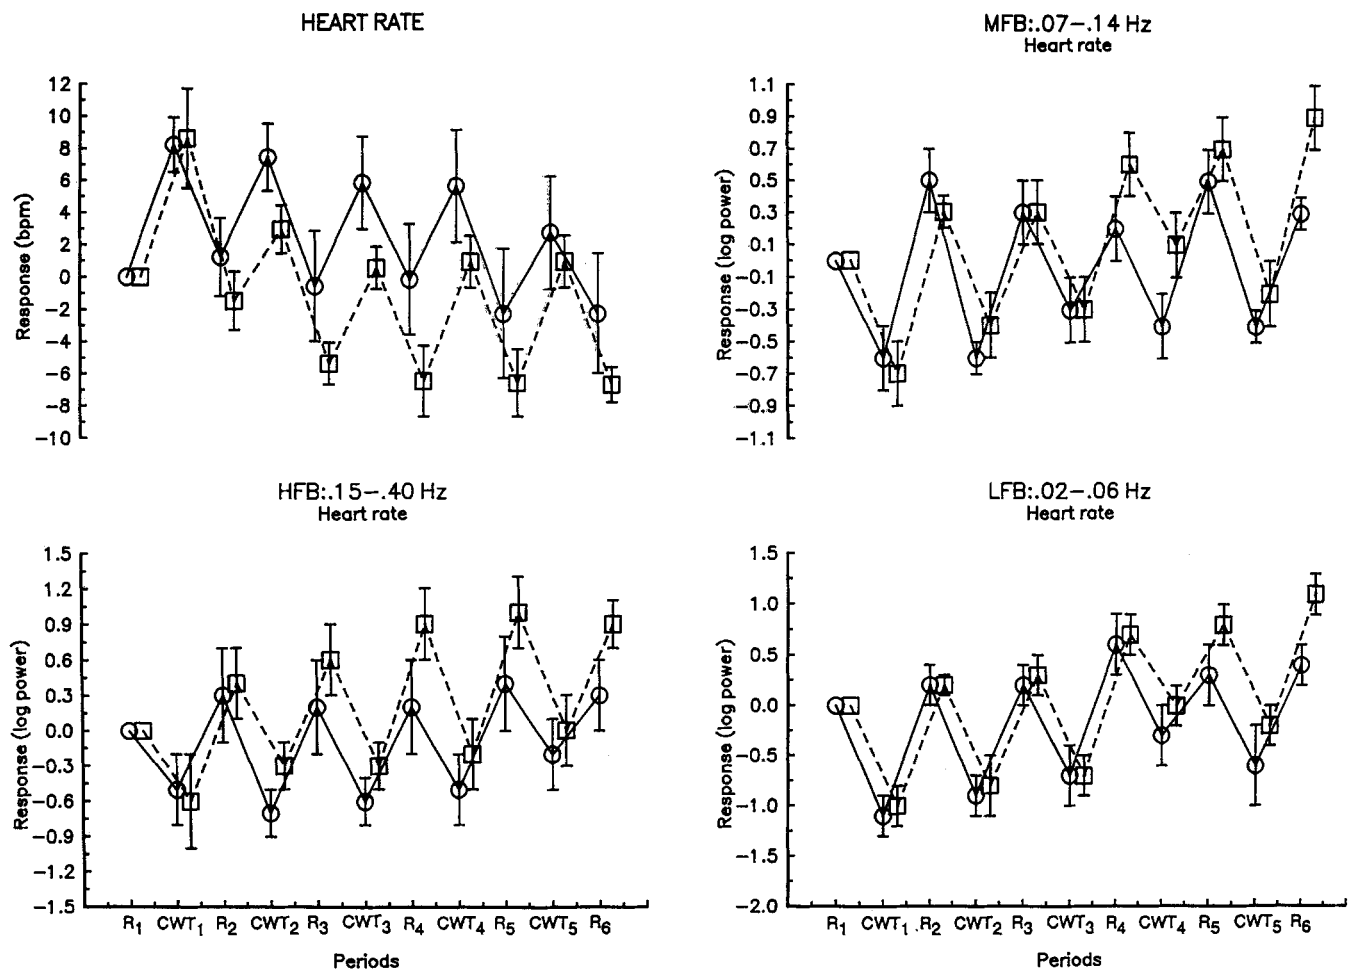 HEART RATE
12
10
8
6
4
2
0
−2
−4
−6
−8
−10
Response (bpm)
MFB:.07−.14 Hz
Heart rate
1.1
0.9
0.7
0.5
0.3
0.1
−0.1
−0.3
−0.5
−0.7
−0.9
−1.1
Response (log power)
HFB:.15−.40 Hz
Heart rate
1.5
1.2
0.9
0.6
0.3
0.0
−0.3
−0.6
−0.9
−1.2
−1.5
Response (log power)
R1 CWT1 R2 CWT2 R3 CWT3 R4 CWT4 R5 CWT5 R6
Periods
LFB:.02−.06 Hz
Heart rate
1.5
1.0
0.5
0.0
−0.5
−1.0
−1.5
−2.0
Response (log power)
R1 CWT1 R2 CWT2 R3 CWT3 R4 CWT4 R5 CWT5 R6
Periods